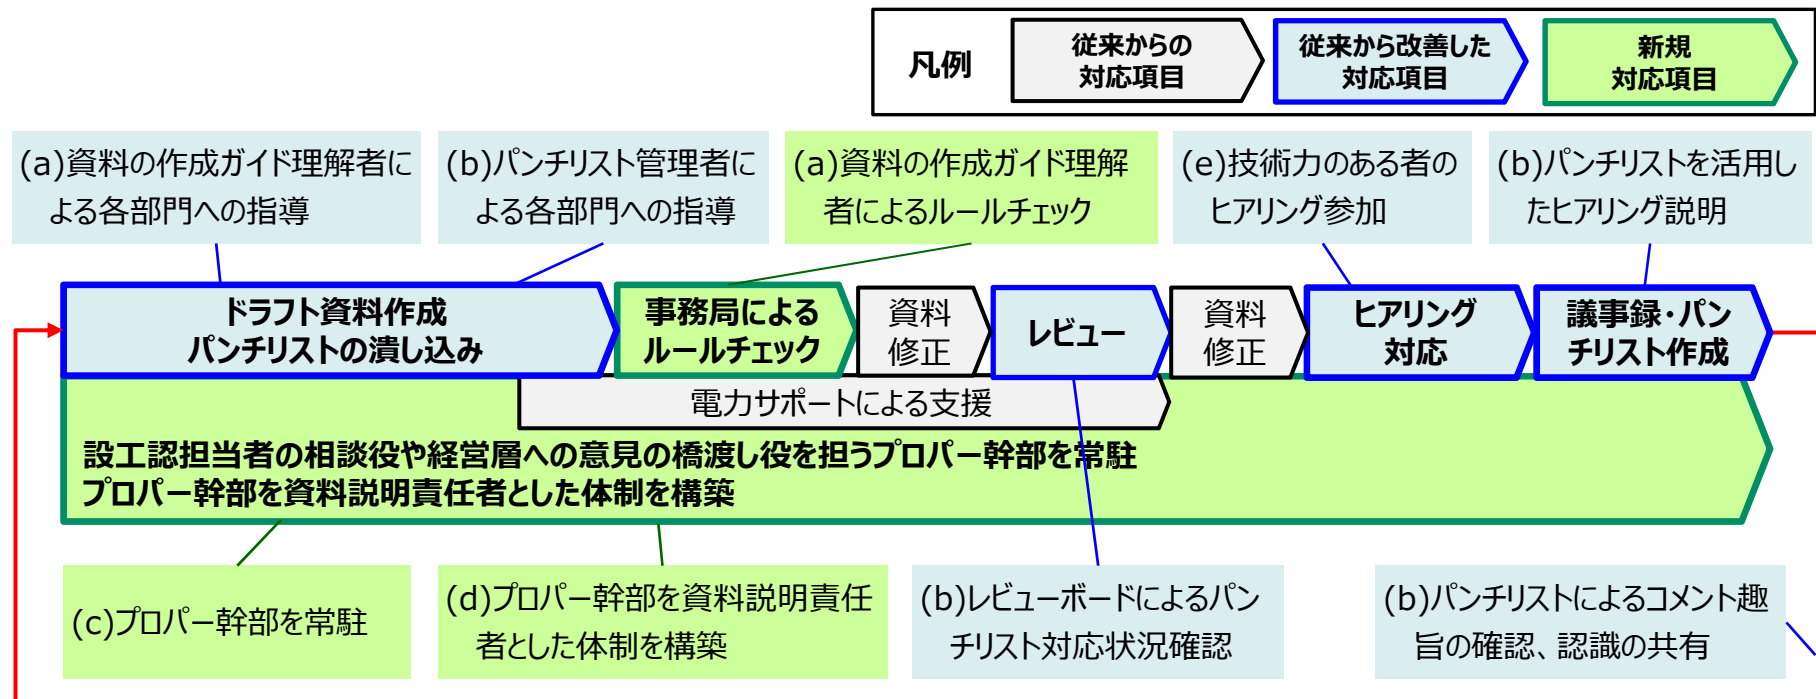 凡例
従来からの
対応項目
従来から改善した
対応項目
新規
対応項目
(a)資料の作成ガイド理解者に
よる各部門への指導
(b)パンチリスト管理者に
よる各部門への指導
(a)資料の作成ガイド理解
者によるルールチェック
(e)技術力のある者の
ヒアリング参加
(b)パンチリストを活用し
たヒアリング説明
ドラフト資料作成
パンチリストの潰し込み
事務局による
ルールチェック
資料
修正
レビュー
資料
修正
ヒアリング
対応
議事録・パン
チリスト作成
電力サポートによる支援
設工認担当者の相談役や経営層への意見の橋渡し役を担うプロパー幹部を常駐
プロパー幹部を資料説明責任者とした体制を構築
(c)プロパー幹部を常駐
(d)プロパー幹部を資料説明責任
者とした体制を構築
(b)レビューボードによるパン
チリスト対応状況確認
(b)パンチリストによるコメント趣
旨の確認、認識の共有